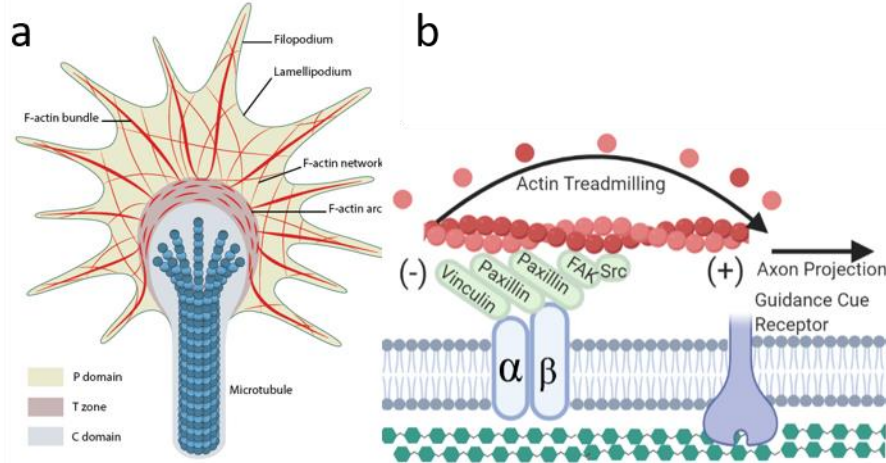 a
Filopodium
Lamellipodium
F-actin bundle
F-actin network
F-actin arc
P domain
T zone
C domain
Microtubule
b
Actin Treadmilling
(-)
(+)
Axon Projection
Vinculin
Paxillin
Paxillin
FAK
Src
Guidance Cue
Receptor
α
β